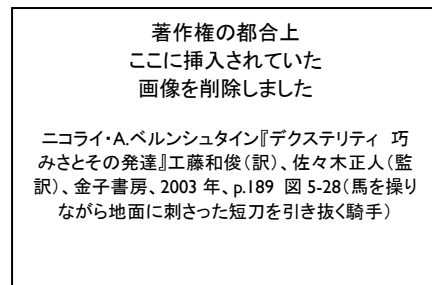 著作権の都合上
ここに挿入されていた
画像を削除しました
ニコライ・A.ベルンシュタイン『デクステリティ 巧
みさとその発達』工藤和俊(訳)、佐々木正人(監
訳)、金子書房、2003 年、p.189 図 5-28(馬を操り
ながら地面に刺さった短刀を引き抜く騎手)